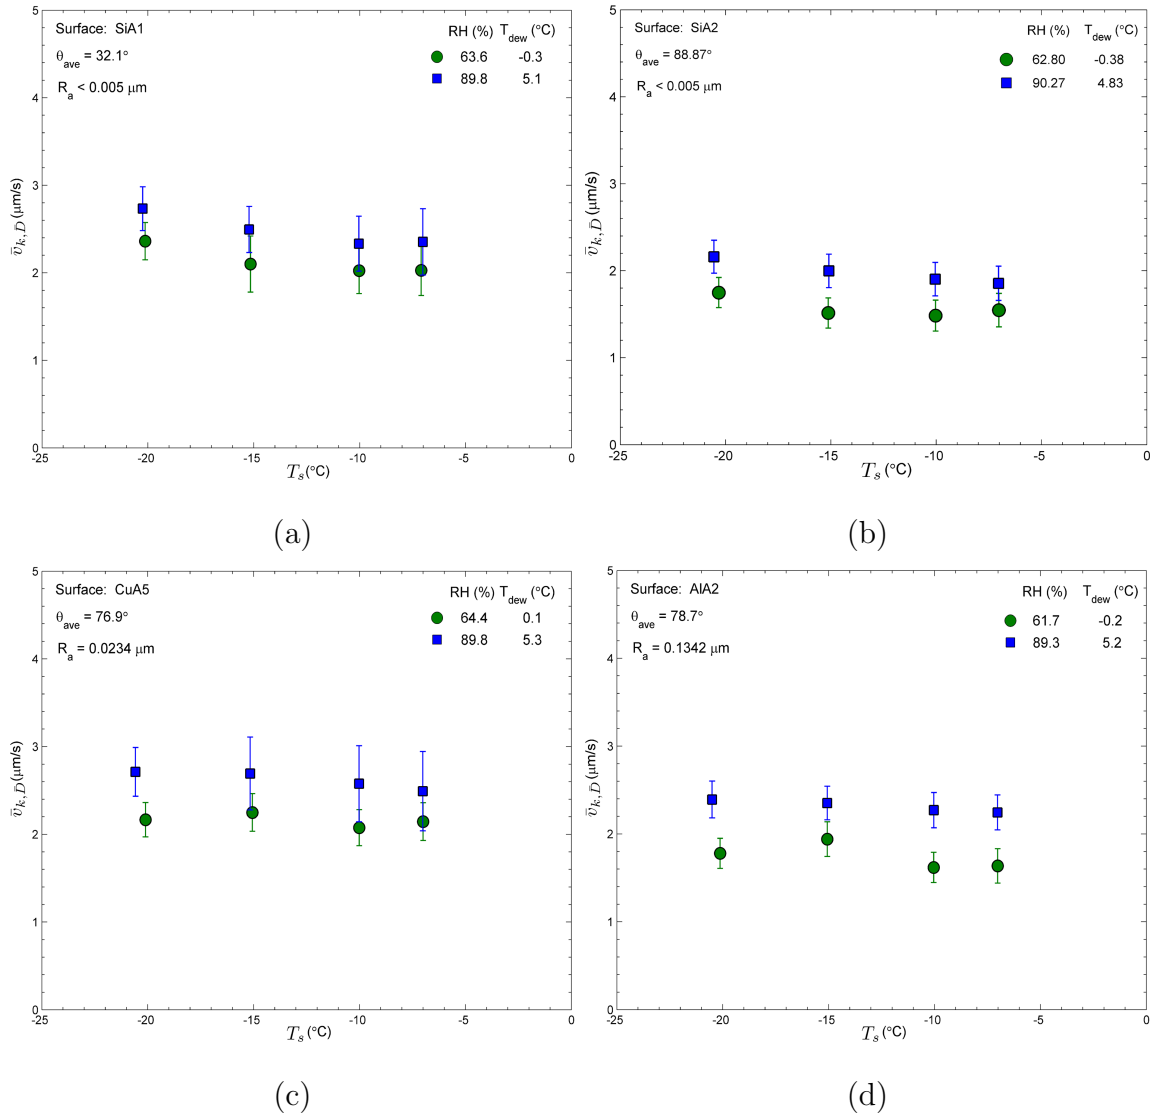 Surface: SiA1
θave = 32.1°
Ra < 0.005 μm
RH (%) Tdew (°C)
63.6 -0.3
89.8 5.1
5
4
3
2
1
0
v̄k,D̄ (μm/s)
-25 -20 -15 -10 -5 0
Ts (°C)
(a)
Surface: SiA2
θave = 88.87°
Ra < 0.005 μm
RH (%) Tdew (°C)
62.80 -0.38
90.27 4.83
5
4
3
2
1
0
v̄k,D̄ (μm/s)
-25 -20 -15 -10 -5 0
Ts (°C)
(b)
Surface: CuA5
θave = 76.9°
Ra = 0.0234 μm
RH (%) Tdew (°C)
64.4 0.1
89.8 5.3
5
4
3
2
1
0
v̄k,D̄ (μm/s)
-25 -20 -15 -10 -5 0
Ts (°C)
(c)
Surface: AlA2
θave = 78.7°
Ra = 0.1342 μm
RH (%) Tdew (°C)
61.7 -0.2
89.3 5.2
5
4
3
2
1
0
v̄k,D̄ (μm/s)
-25 -20 -15 -10 -5 0
Ts (°C)
(d)